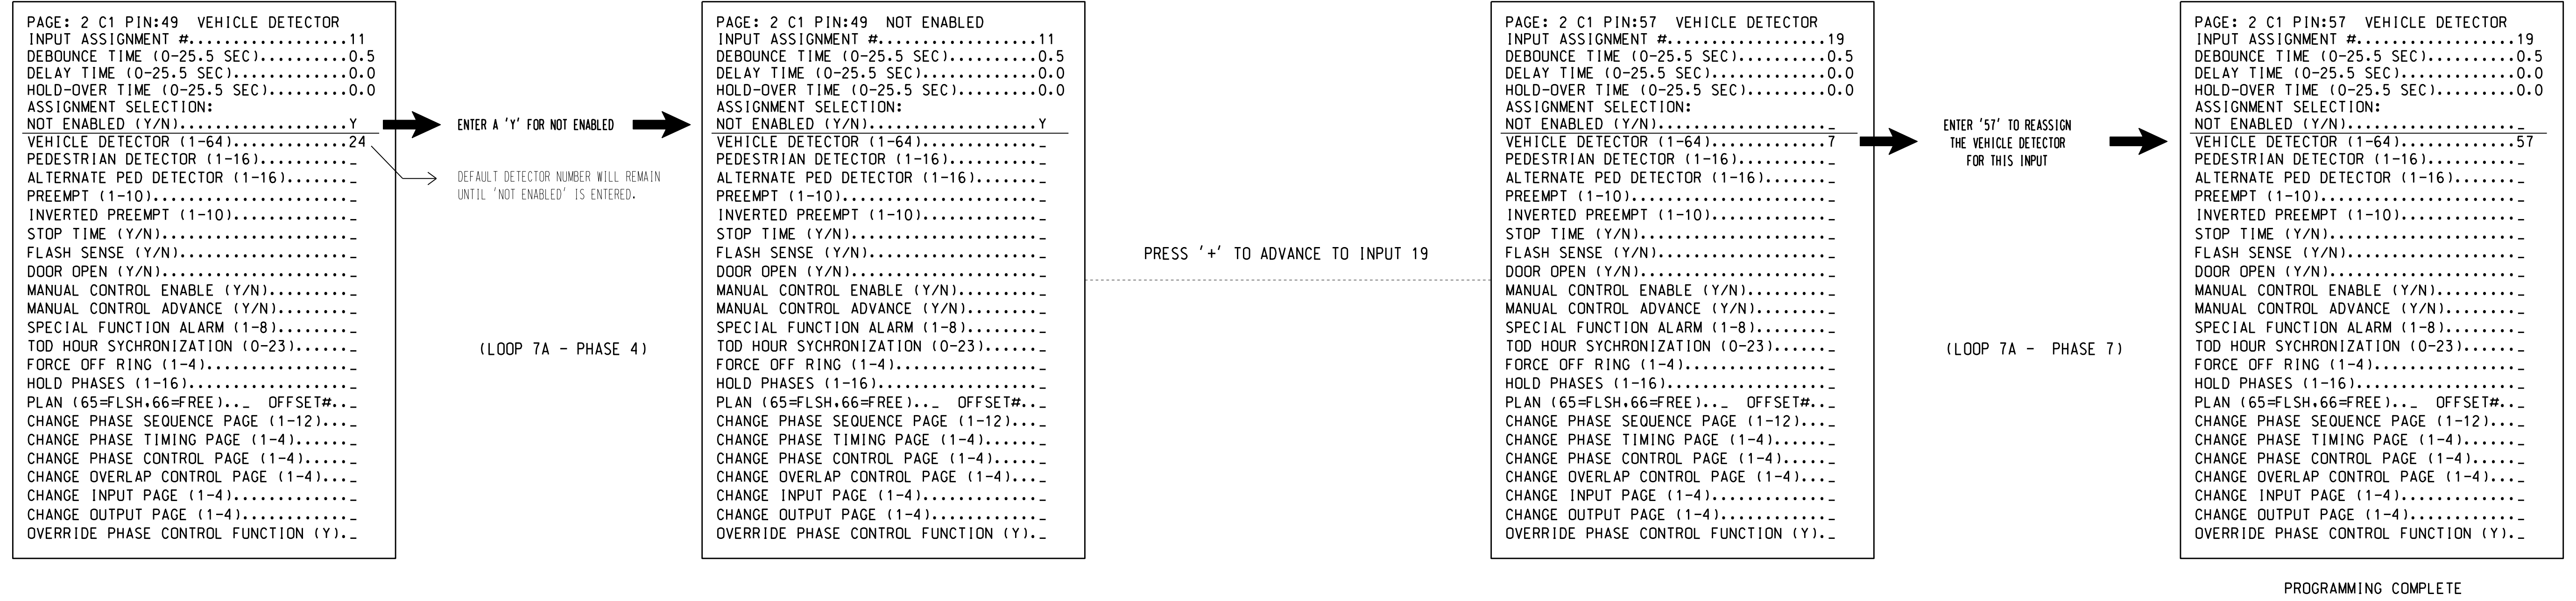 PAGE: 2 C1 PIN:49 VEHICLE DETECTOR
INPUT ASSIGNMENT #..................11
DEBOUNCE TIME (0-25.5 SEC)..........0.5
DELAY TIME (0-25.5 SEC).............0.0
HOLD-OVER TIME (0-25.5 SEC).........0.0
ASSIGNMENT SELECTION:
NOT ENABLED (Y/N)...................Y
VEHICLE DETECTOR (1-64).............24
PEDESTRIAN DETECTOR (1-16).........._
ALTERNATE PED DETECTOR (1-16)......._
PREEMPT (1-10)......................_
INVERTED PREEMPT (1-10)............._
STOP TIME (Y/N)....................._
FLASH SENSE (Y/N)..................._
DOOR OPEN (Y/N)....................._
MANUAL CONTROL ENABLE (Y/N)........._
MANUAL CONTROL ADVANCE (Y/N)........_
SPECIAL FUNCTION ALARM (1-8)........_
TOD HOUR SYCHRONIZATION (0-23)......_
FORCE OFF RING (1-4)................_
HOLD PHASES (1-16).................._
PLAN (65=FLSH,66=FREE).._ OFFSET#.._
CHANGE PHASE SEQUENCE PAGE (1-12)..._
CHANGE PHASE TIMING PAGE (1-4)......_
CHANGE PHASE CONTROL PAGE (1-4)....._
CHANGE OVERLAP CONTROL PAGE (1-4)..._
CHANGE INPUT PAGE (1-4)............._
CHANGE OUTPUT PAGE (1-4)............_
OVERRIDE PHASE CONTROL FUNCTION (Y)._
ENTER A 'Y' FOR NOT ENABLED
DEFAULT DETECTOR NUMBER WILL REMAIN
UNTIL 'NOT ENABLED' IS ENTERED.
(LOOP 7A - PHASE 4)
PAGE: 2 C1 PIN:49 NOT ENABLED
INPUT ASSIGNMENT #..................11
DEBOUNCE TIME (0-25.5 SEC)..........0.5
DELAY TIME (0-25.5 SEC).............0.0
HOLD-OVER TIME (0-25.5 SEC).........0.0
ASSIGNMENT SELECTION:
NOT ENABLED (Y/N)...................Y
VEHICLE DETECTOR (1-64)............._
PEDESTRIAN DETECTOR (1-16).........._
ALTERNATE PED DETECTOR (1-16)......._
PREEMPT (1-10)......................_
INVERTED PREEMPT (1-10)............._
STOP TIME (Y/N)....................._
FLASH SENSE (Y/N)..................._
DOOR OPEN (Y/N)....................._
MANUAL CONTROL ENABLE (Y/N)........._
MANUAL CONTROL ADVANCE (Y/N)........_
SPECIAL FUNCTION ALARM (1-8)........_
TOD HOUR SYCHRONIZATION (0-23)......_
FORCE OFF RING (1-4)................_
HOLD PHASES (1-16).................._
PLAN (65=FLSH,66=FREE).._ OFFSET#.._
CHANGE PHASE SEQUENCE PAGE (1-12)..._
CHANGE PHASE TIMING PAGE (1-4)......_
CHANGE PHASE CONTROL PAGE (1-4)....._
CHANGE OVERLAP CONTROL PAGE (1-4)..._
CHANGE INPUT PAGE (1-4)............._
CHANGE OUTPUT PAGE (1-4)............_
OVERRIDE PHASE CONTROL FUNCTION (Y)._
PRESS '+' TO ADVANCE TO INPUT 19
PAGE: 2 C1 PIN:57 VEHICLE DETECTOR
INPUT ASSIGNMENT #..................19
DEBOUNCE TIME (0-25.5 SEC)..........0.5
DELAY TIME (0-25.5 SEC).............0.0
HOLD-OVER TIME (0-25.5 SEC).........0.0
ASSIGNMENT SELECTION:
NOT ENABLED (Y/N)..................._
VEHICLE DETECTOR (1-64).............7
PEDESTRIAN DETECTOR (1-16).........._
ALTERNATE PED DETECTOR (1-16)......._
PREEMPT (1-10)......................_
INVERTED PREEMPT (1-10)............._
STOP TIME (Y/N)....................._
FLASH SENSE (Y/N)..................._
DOOR OPEN (Y/N)....................._
MANUAL CONTROL ENABLE (Y/N)........._
MANUAL CONTROL ADVANCE (Y/N)........_
SPECIAL FUNCTION ALARM (1-8)........_
TOD HOUR SYCHRONIZATION (0-23)......_
FORCE OFF RING (1-4)................_
HOLD PHASES (1-16).................._
PLAN (65=FLSH,66=FREE).._ OFFSET#.._
CHANGE PHASE SEQUENCE PAGE (1-12)..._
CHANGE PHASE TIMING PAGE (1-4)......_
CHANGE PHASE CONTROL PAGE (1-4)....._
CHANGE OVERLAP CONTROL PAGE (1-4)..._
CHANGE INPUT PAGE (1-4)............._
CHANGE OUTPUT PAGE (1-4)............_
OVERRIDE PHASE CONTROL FUNCTION (Y)._
ENTER '57' TO REASSIGN
THE VEHICLE DETECTOR
FOR THIS INPUT
(LOOP 7A - PHASE 7)
PAGE: 2 C1 PIN:57 VEHICLE DETECTOR
INPUT ASSIGNMENT #..................19
DEBOUNCE TIME (0-25.5 SEC)..........0.5
DELAY TIME (0-25.5 SEC).............0.0
HOLD-OVER TIME (0-25.5 SEC).........0.0
ASSIGNMENT SELECTION:
NOT ENABLED (Y/N)..................._
VEHICLE DETECTOR (1-64).............57
PEDESTRIAN DETECTOR (1-16).........._
ALTERNATE PED DETECTOR (1-16)......._
PREEMPT (1-10)......................_
INVERTED PREEMPT (1-10)............._
STOP TIME (Y/N)....................._
FLASH SENSE (Y/N)..................._
DOOR OPEN (Y/N)....................._
MANUAL CONTROL ENABLE (Y/N)........._
MANUAL CONTROL ADVANCE (Y/N)........_
SPECIAL FUNCTION ALARM (1-8)........_
TOD HOUR SYCHRONIZATION (0-23)......_
FORCE OFF RING (1-4)................_
HOLD PHASES (1-16).................._
PLAN (65=FLSH,66=FREE).._ OFFSET#.._
CHANGE PHASE SEQUENCE PAGE (1-12)..._
CHANGE PHASE TIMING PAGE (1-4)......_
CHANGE PHASE CONTROL PAGE (1-4)....._
CHANGE OVERLAP CONTROL PAGE (1-4)..._
CHANGE INPUT PAGE (1-4)............._
CHANGE OUTPUT PAGE (1-4)............_
OVERRIDE PHASE CONTROL FUNCTION (Y)._
PROGRAMMING COMPLETE